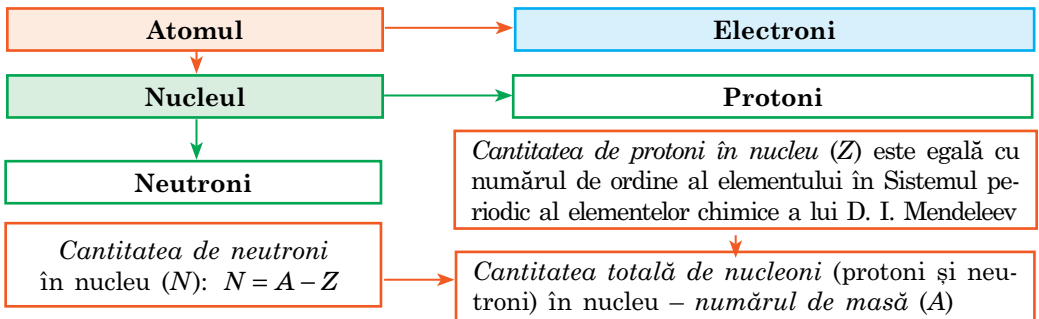 Atomul
Electroni
Nucleul
Protoni
Neutroni
Cantitatea de protoni în nucleu (Z) este egală cu
numărul de ordine al elementului în Sistemul pe-
riodic al elementelor chimice a lui D. I. Mendeleev
Cantitatea de neutroni
în nucleu (N): N = A – Z
Cantitatea totală de nucleoni (protoni și neu-
troni) în nucleu – numărul de masă (A)